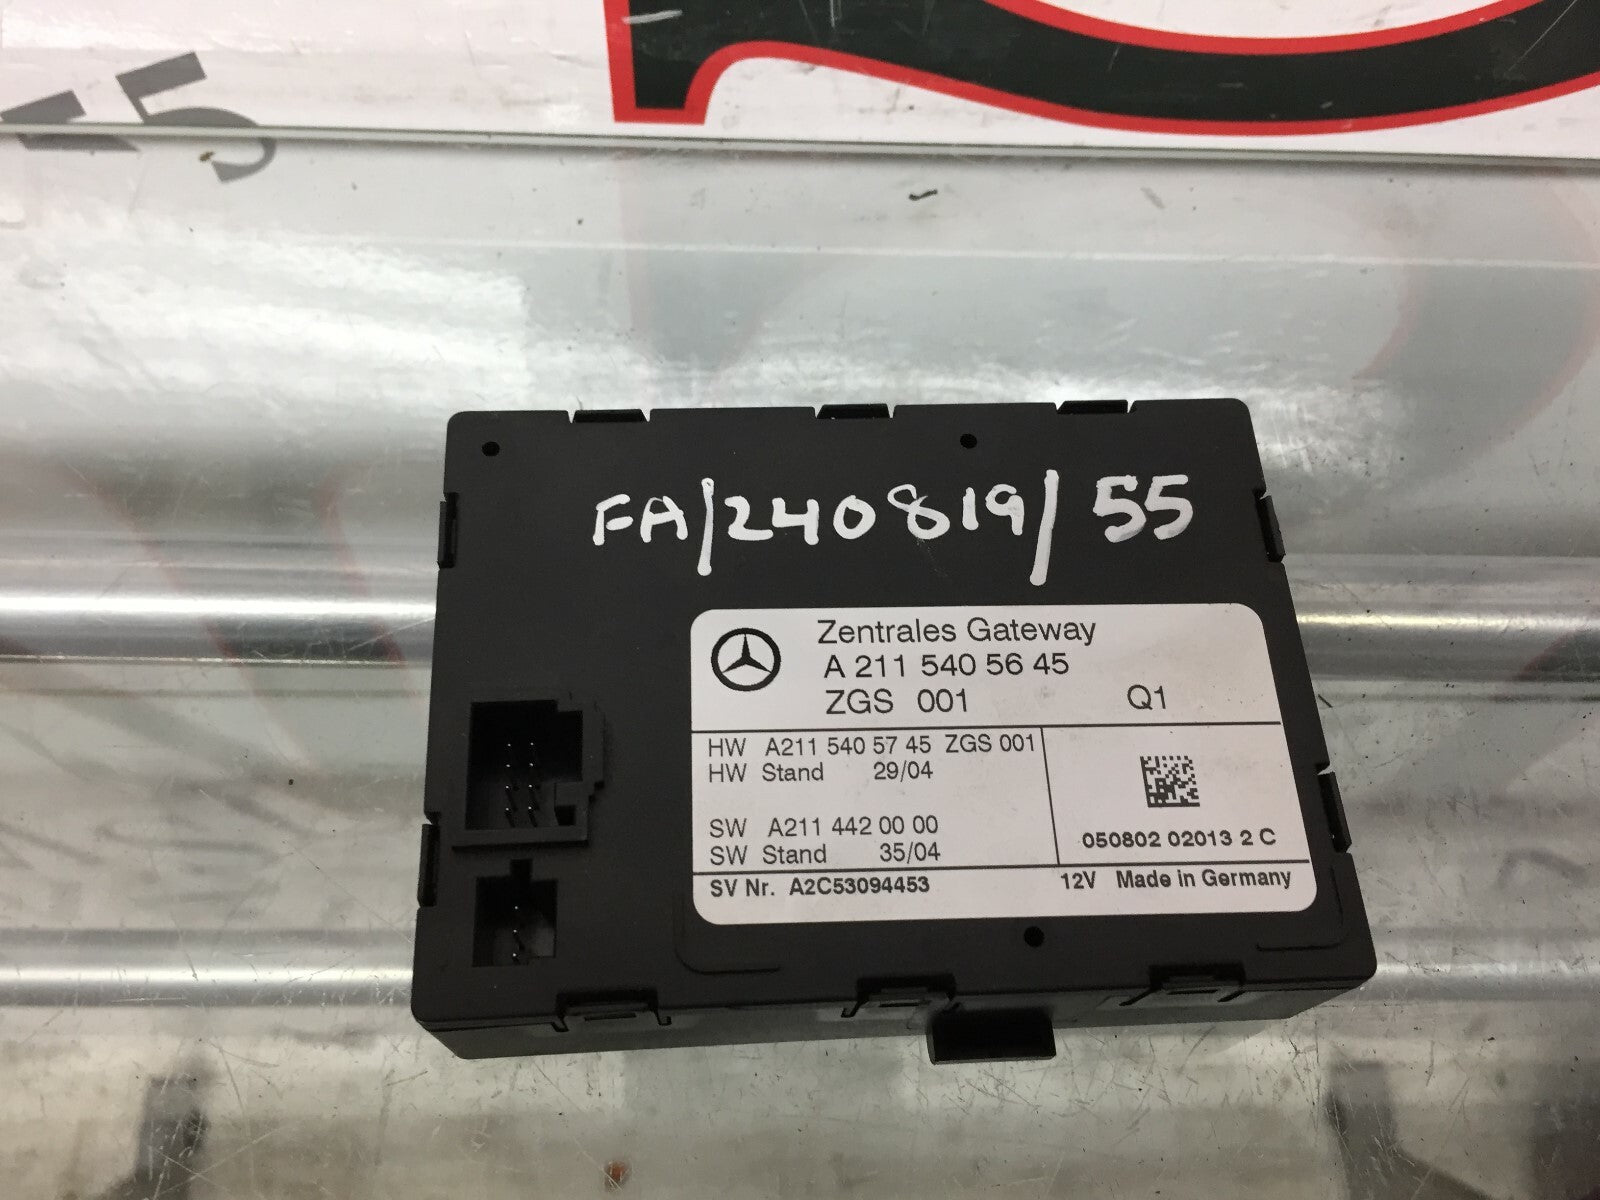 FA/240819/55
Zentrales Gateway
A 211 540 56 45
ZGS 001 Q1
HW A211 540 57 45 ZGS 001
HW Stand 29/04
SW A211 442 00 00
SW Stand 35/04
050802 02013 2 C
SV Nr. A2C53094453
12V Made in Germany